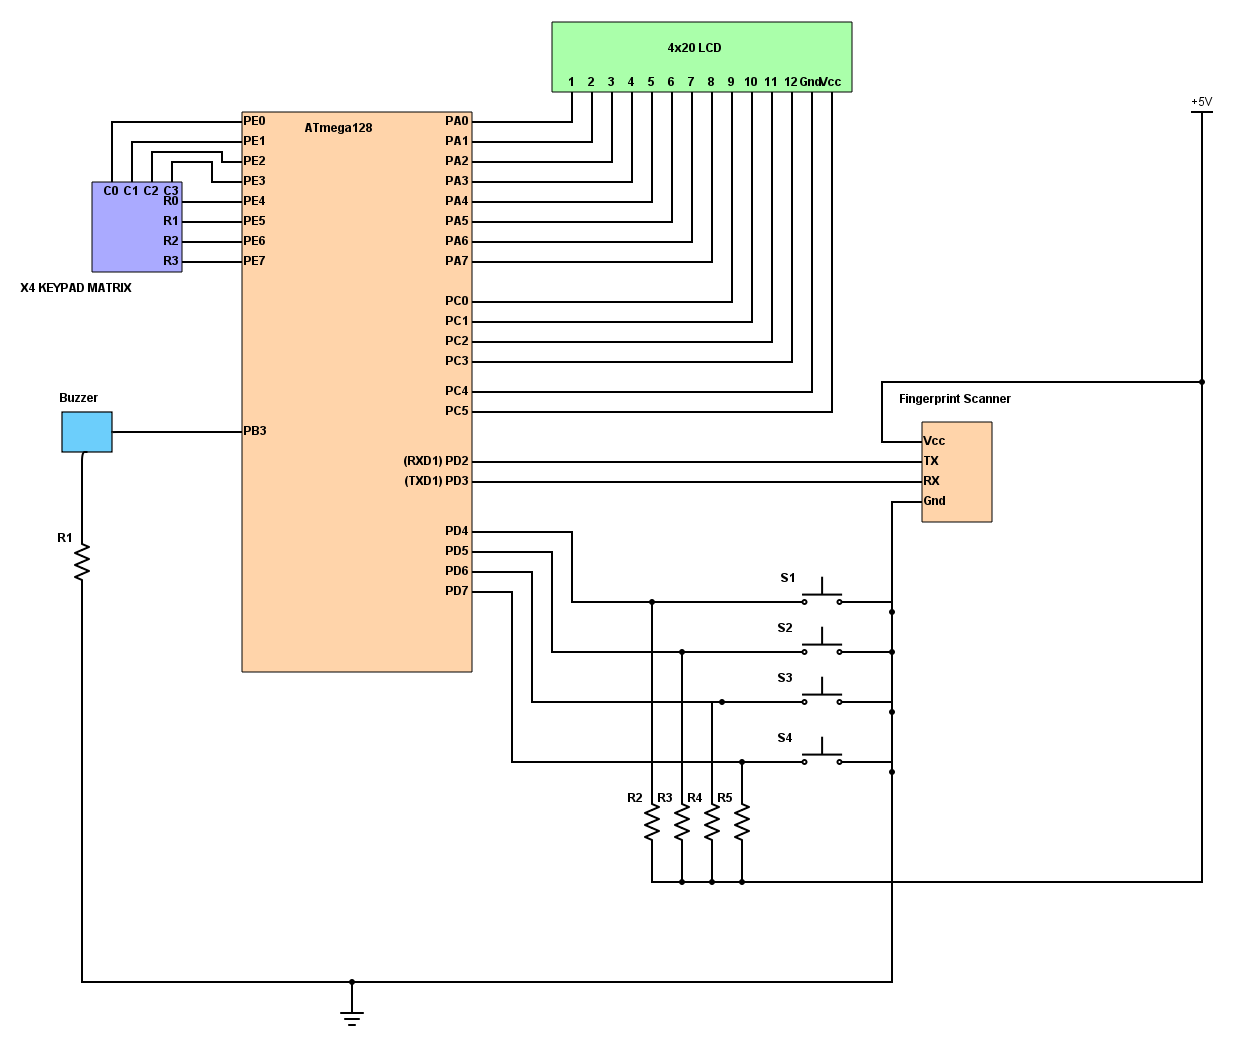 4x20 LCD
1 2 3 4 5 6 7 8 9 10 11 12 Gnd Vcc
+5V
ATmega128
PE0
PE1
PE2
PE3
PE4
PE5
PE6
PE7
PB3
PA0
PA1
PA2
PA3
PA4
PA5
PA6
PA7
PC0
PC1
PC2
PC3
PC4
PC5
(RXD1) PD2
(TXD1) PD3
PD4
PD5
PD6
PD7
C0 C1 C2 C3
R0
R1
R2
R3
X4 KEYPAD MATRIX
Buzzer
R1
Fingerprint Scanner
Vcc
TX
RX
Gnd
S1
S2
S3
S4
R2 R3 R4 R5